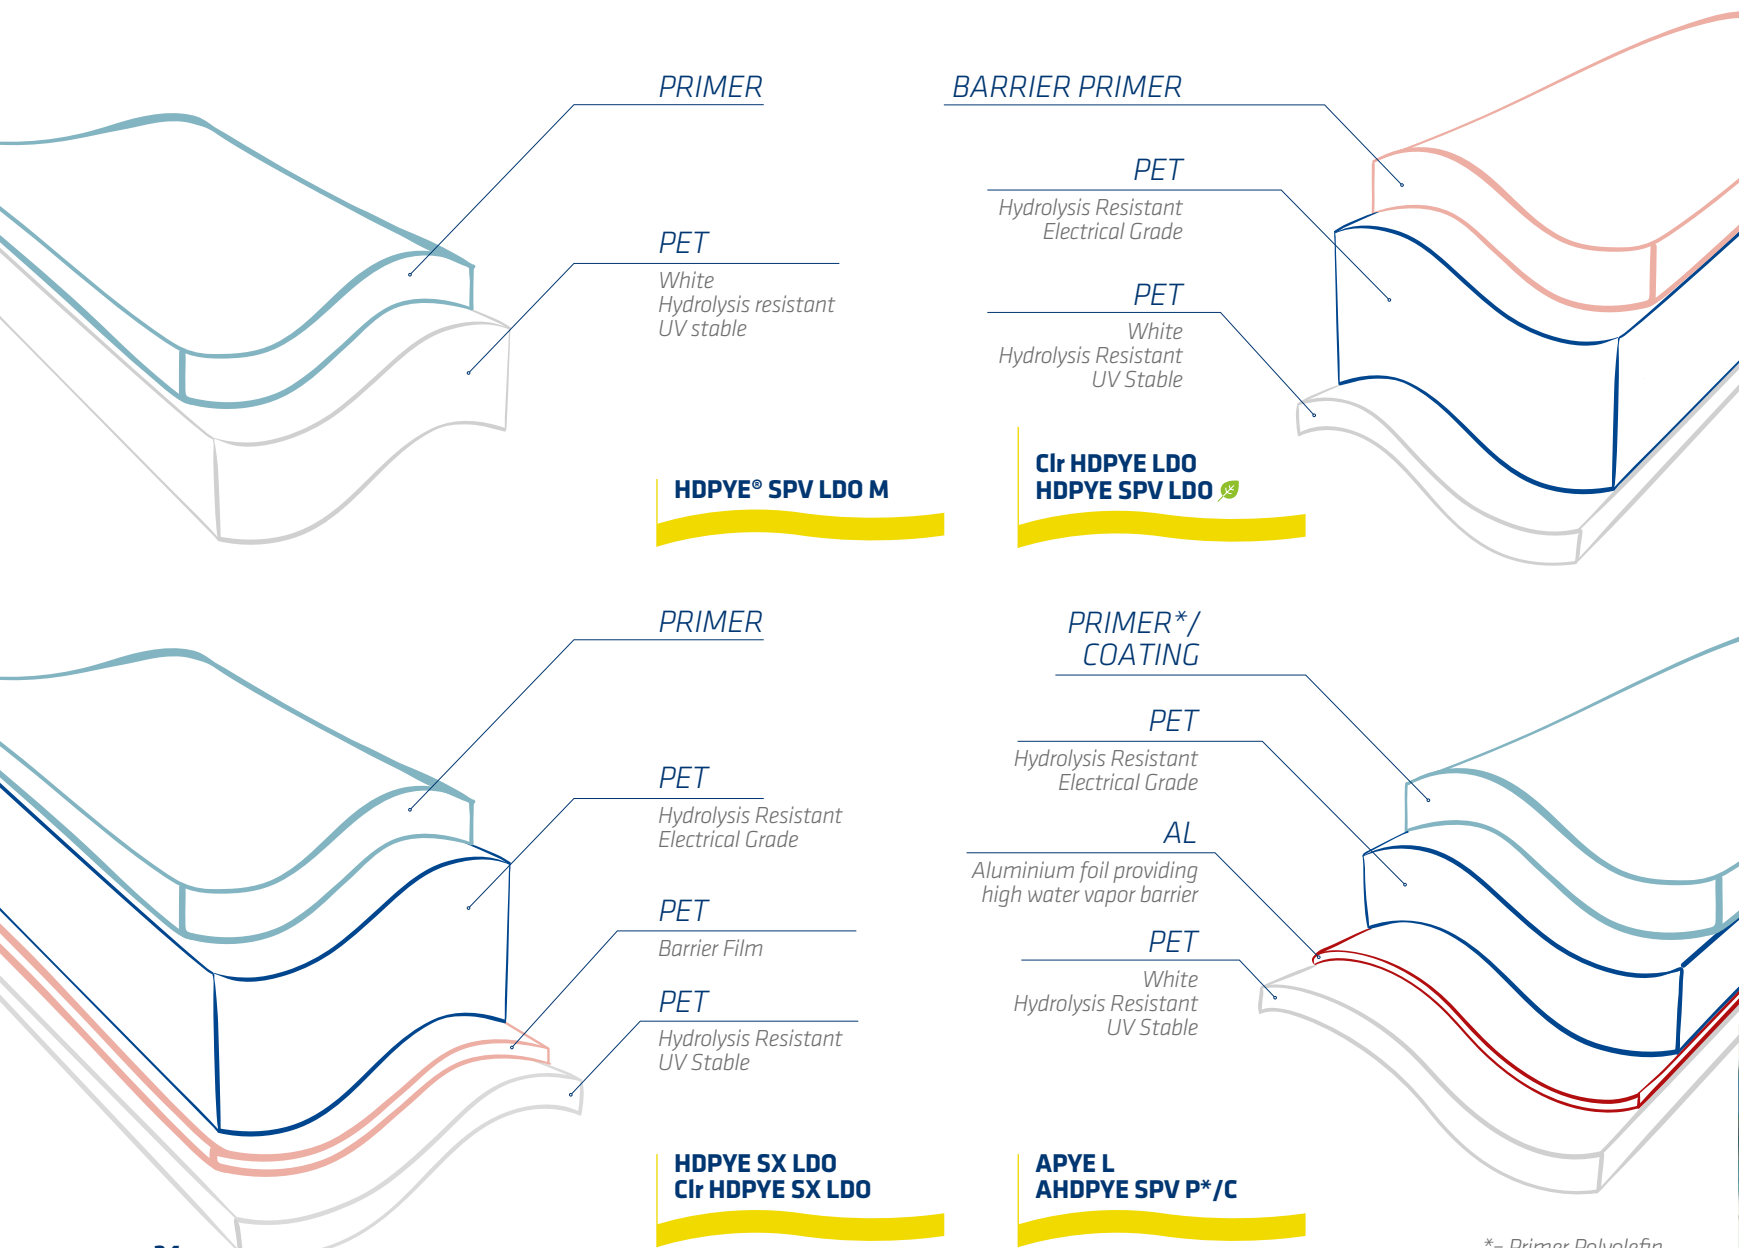 PRIMER
PET
White
Hydrolysis resistant
UV stable
HDPYE® SPV LDO M
BARRIER PRIMER
PET
Hydrolysis Resistant
Electrical Grade
PET
White
Hydrolysis Resistant
UV Stable
Clr HDPYE LDO
HDPYE SPV LDO
PRIMER
PET
Hydrolysis Resistant
Electrical Grade
PET
Barrier Film
PET
Hydrolysis Resistant
UV Stable
HDPYE SX LDO
Clr HDPYE SX LDO
PRIMER*/
COATING
PET
Hydrolysis Resistant
Electrical Grade
AL
Aluminium foil providing
high water vapor barrier
PET
White
Hydrolysis Resistant
UV Stable
APYE L
AHDPYE SPV P*/C
*= Primer Polyolefin